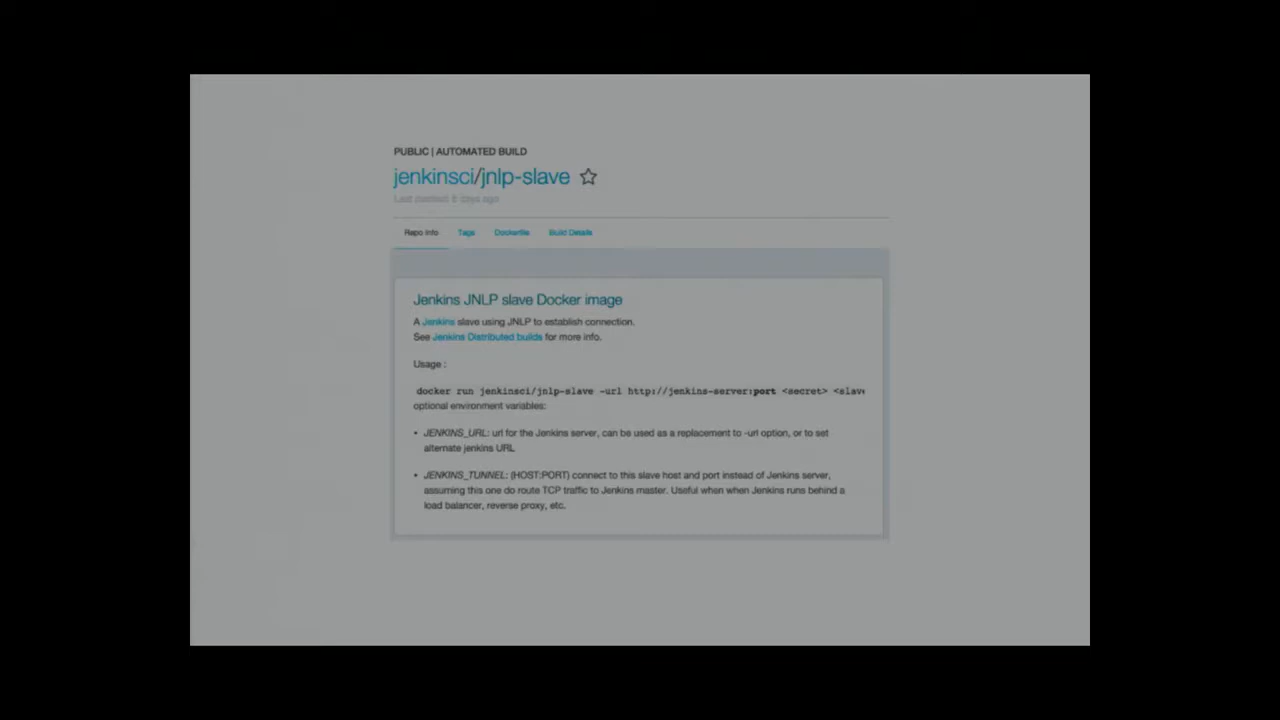 PUBLIC | AUTOMATED BUILD
jenkinsci/jnlp-slave
Last pushed 6 days ago
Repo Info Tags Dockerfile Build Details
Jenkins JNLP slave Docker image
A Jenkins slave using JNLP to establish connection.
See Jenkins Distributed builds for more info.
Usage :
docker run jenkinsci/jnlp-slave -url http://jenkins-server:port <secret> <slave
optional environment variables:
• JENKINS_URL: url for the Jenkins server, can be used as a replacement to -url option, or to set
alternate jenkins URL
• JENKINS_TUNNEL: (HOST:PORT) connect to this slave host and port instead of Jenkins server,
assuming this one do route TCP traffic to Jenkins master. Useful when when Jenkins runs behind a
load balancer, reverse proxy, etc.